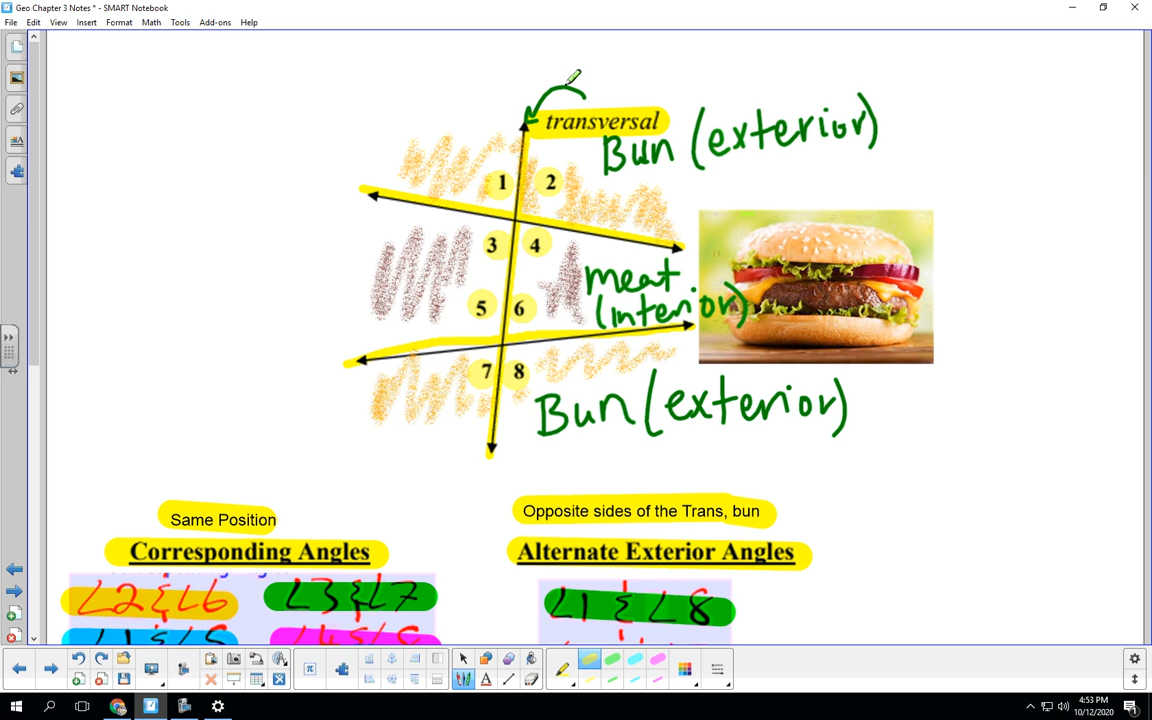 Geo Chapter 3 Notes * - SMART Notebook
File Edit View Insert Format Math Tools Add-ons Help
transversal
Bun (exterior)
1 2
3 4
meat
(interior)
5 6
7 8
Bun (exterior)
Same Position
Opposite sides of the Trans, bun
Corresponding Angles
Alternate Exterior Angles
∠2 & ∠6 ∠3 & ∠7
∠1 & ∠8
4:53 PM
10/12/2020